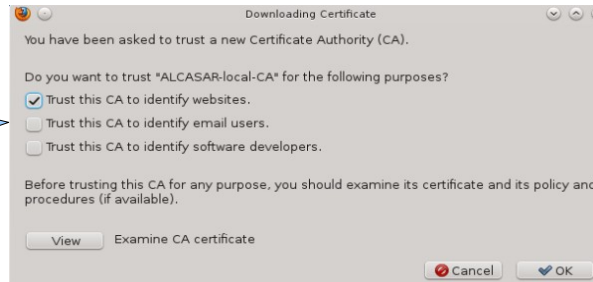 Downloading Certificate
You have been asked to trust a new Certificate Authority (CA).
Do you want to trust "ALCASAR-local-CA" for the following purposes?
Trust this CA to identify websites.
Trust this CA to identify email users.
Trust this CA to identify software developers.
Before trusting this CA for any purpose, you should examine its certificate and its policy and
procedures (if available).
View Examine CA certificate
Cancel OK